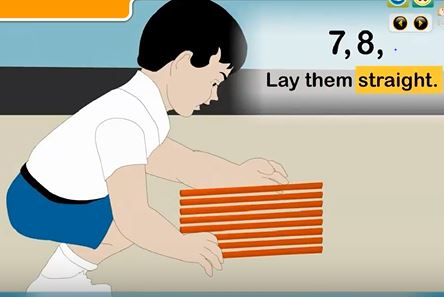 7, 8,
Lay them straight.